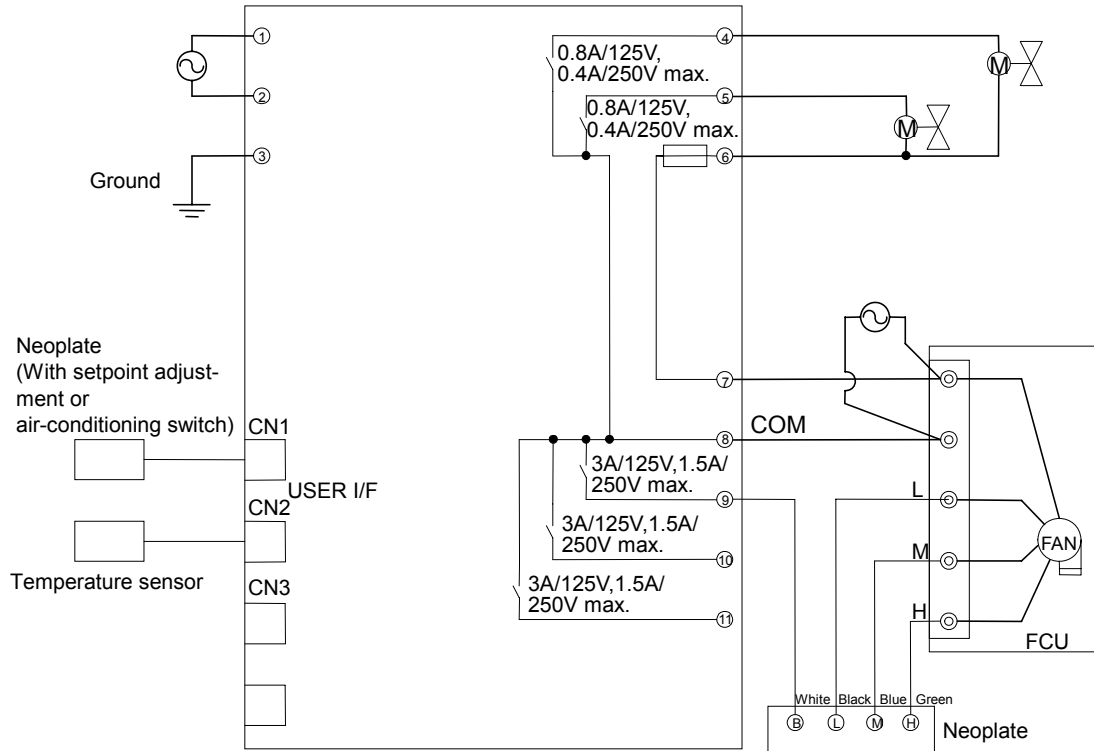 1
2
3
Ground
4
0.8A/125V,
0.4A/250V max.
M
5
0.8A/125V,
0.4A/250V max.
M
6
Neoplate
(With setpoint adjust-
ment or
air-conditioning switch)
CN1
USER I/F
CN2
Temperature sensor
CN3
7
8
COM
3A/125V,1.5A/
250V max.
9
3A/125V,1.5A/
250V max.
10
3A/125V,1.5A/
250V max.
11
L
M
H
FAN
FCU
White
Black
Blue
Green
B
L
M
H
Neoplate